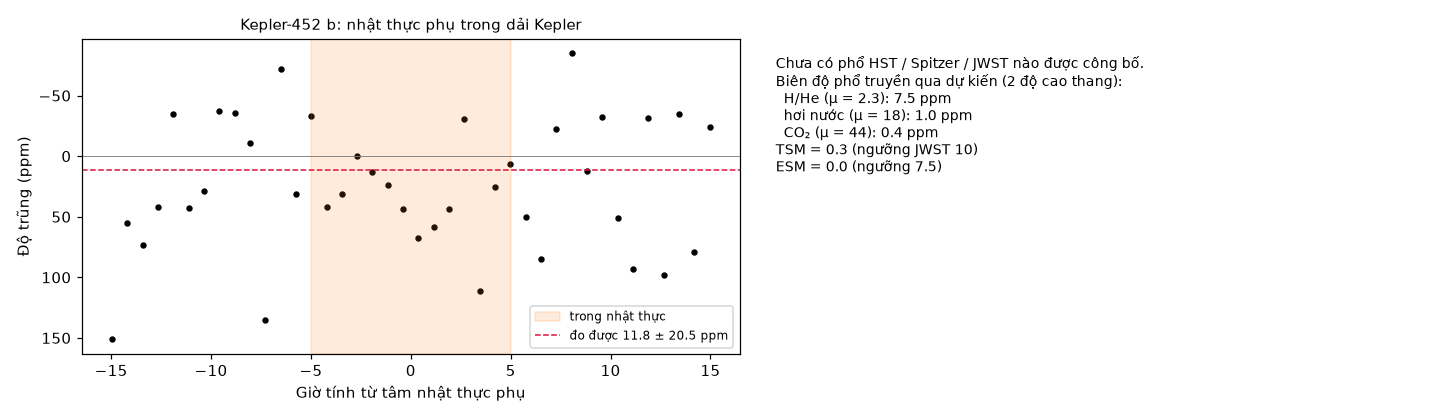 Kepler-452 b: nhật thực phụ trong dải Kepler
Độ trũng (ppm)
−50
0
50
100
150
−15
−10
−5
0
5
10
15
Giờ tính từ tâm nhật thực phụ
trong nhật thực
đo được 11.8 ± 20.5 ppm
Chưa có phổ HST / Spitzer / JWST nào được công bố.
Biên độ phổ truyền qua dự kiến (2 độ cao thang):
H/He (μ = 2.3): 7.5 ppm
hơi nước (μ = 18): 1.0 ppm
CO₂ (μ = 44): 0.4 ppm
TSM = 0.3 (ngưỡng JWST 10)
ESM = 0.0 (ngưỡng 7.5)